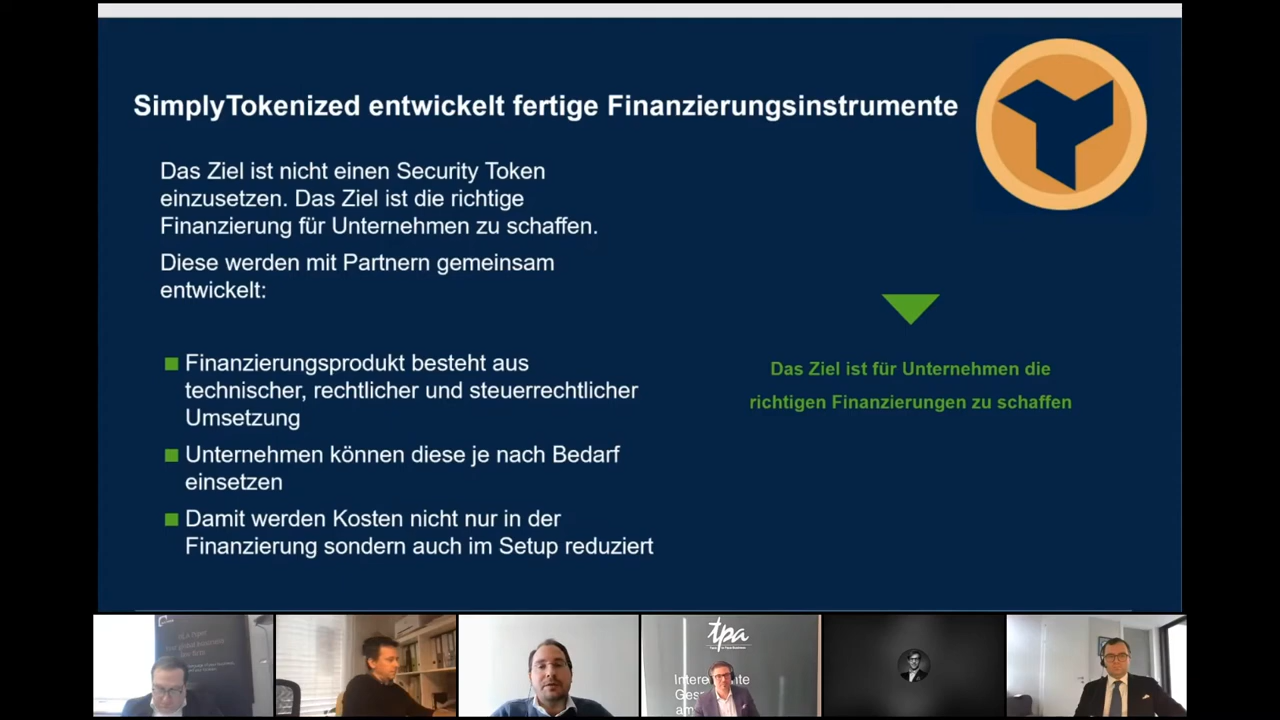 SimplyTokenized entwickelt fertige Finanzierungsinstrumente
Das Ziel ist nicht einen Security Token
einzusetzen. Das Ziel ist die richtige
Finanzierung für Unternehmen zu schaffen.
Diese werden mit Partnern gemeinsam
entwickelt:
Finanzierungsprodukt besteht aus
technischer, rechtlicher und steuerrechtlicher
Umsetzung
Unternehmen können diese je nach Bedarf
einsetzen
Damit werden Kosten nicht nur in der
Finanzierung sondern auch im Setup reduziert
Das Ziel ist für Unternehmen die
richtigen Finanzierungen zu schaffen
tpa